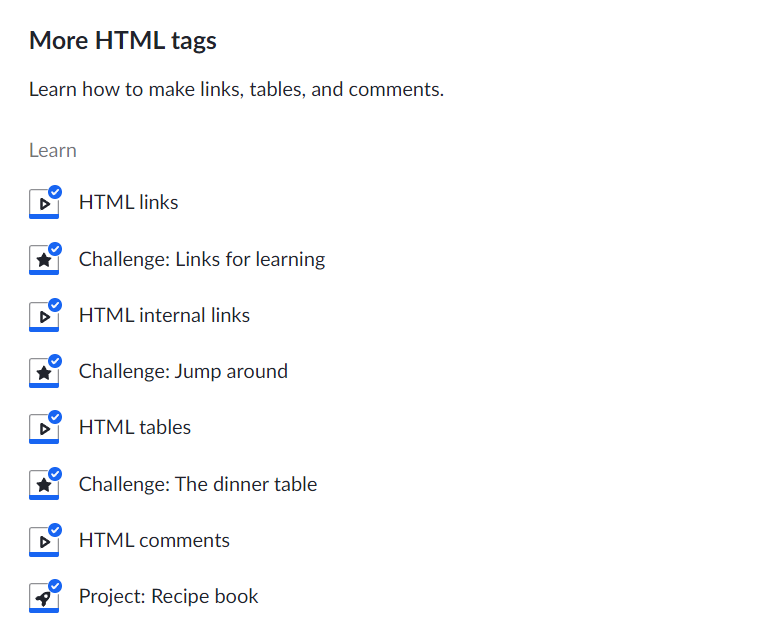 More HTML tags
Learn how to make links, tables, and comments.
Learn
HTML links
Challenge: Links for learning
HTML internal links
Challenge: Jump around
HTML tables
Challenge: The dinner table
HTML comments
Project: Recipe book